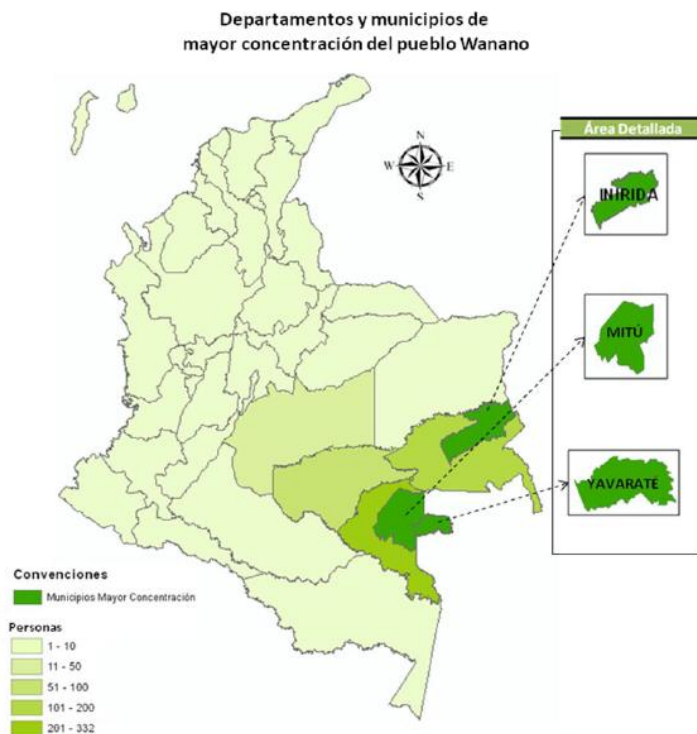 Departamentos y municipios de
mayor concentración del pueblo Wanano
Área Detallada
N
W E
S
INIRIDA
MITÚ
YAVARATÉ
Convenciones
Municipios Mayor Concentración
Personas
1 - 10
11 - 50
51 - 100
101 - 200
201 - 332